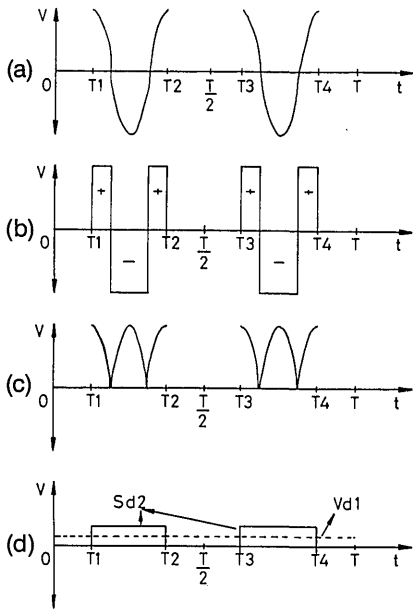 V
(a)
0 T1 T2 T/2 T3 T4 T t
V
+ + + +
(b)
0 T1 − T2 T/2 T3 − T4 T t
V
(c)
0 T1 T2 T/2 T3 T4 T t
V Sd2 Vd1
(d)
0 T1 T2 T/2 T3 T4 T t